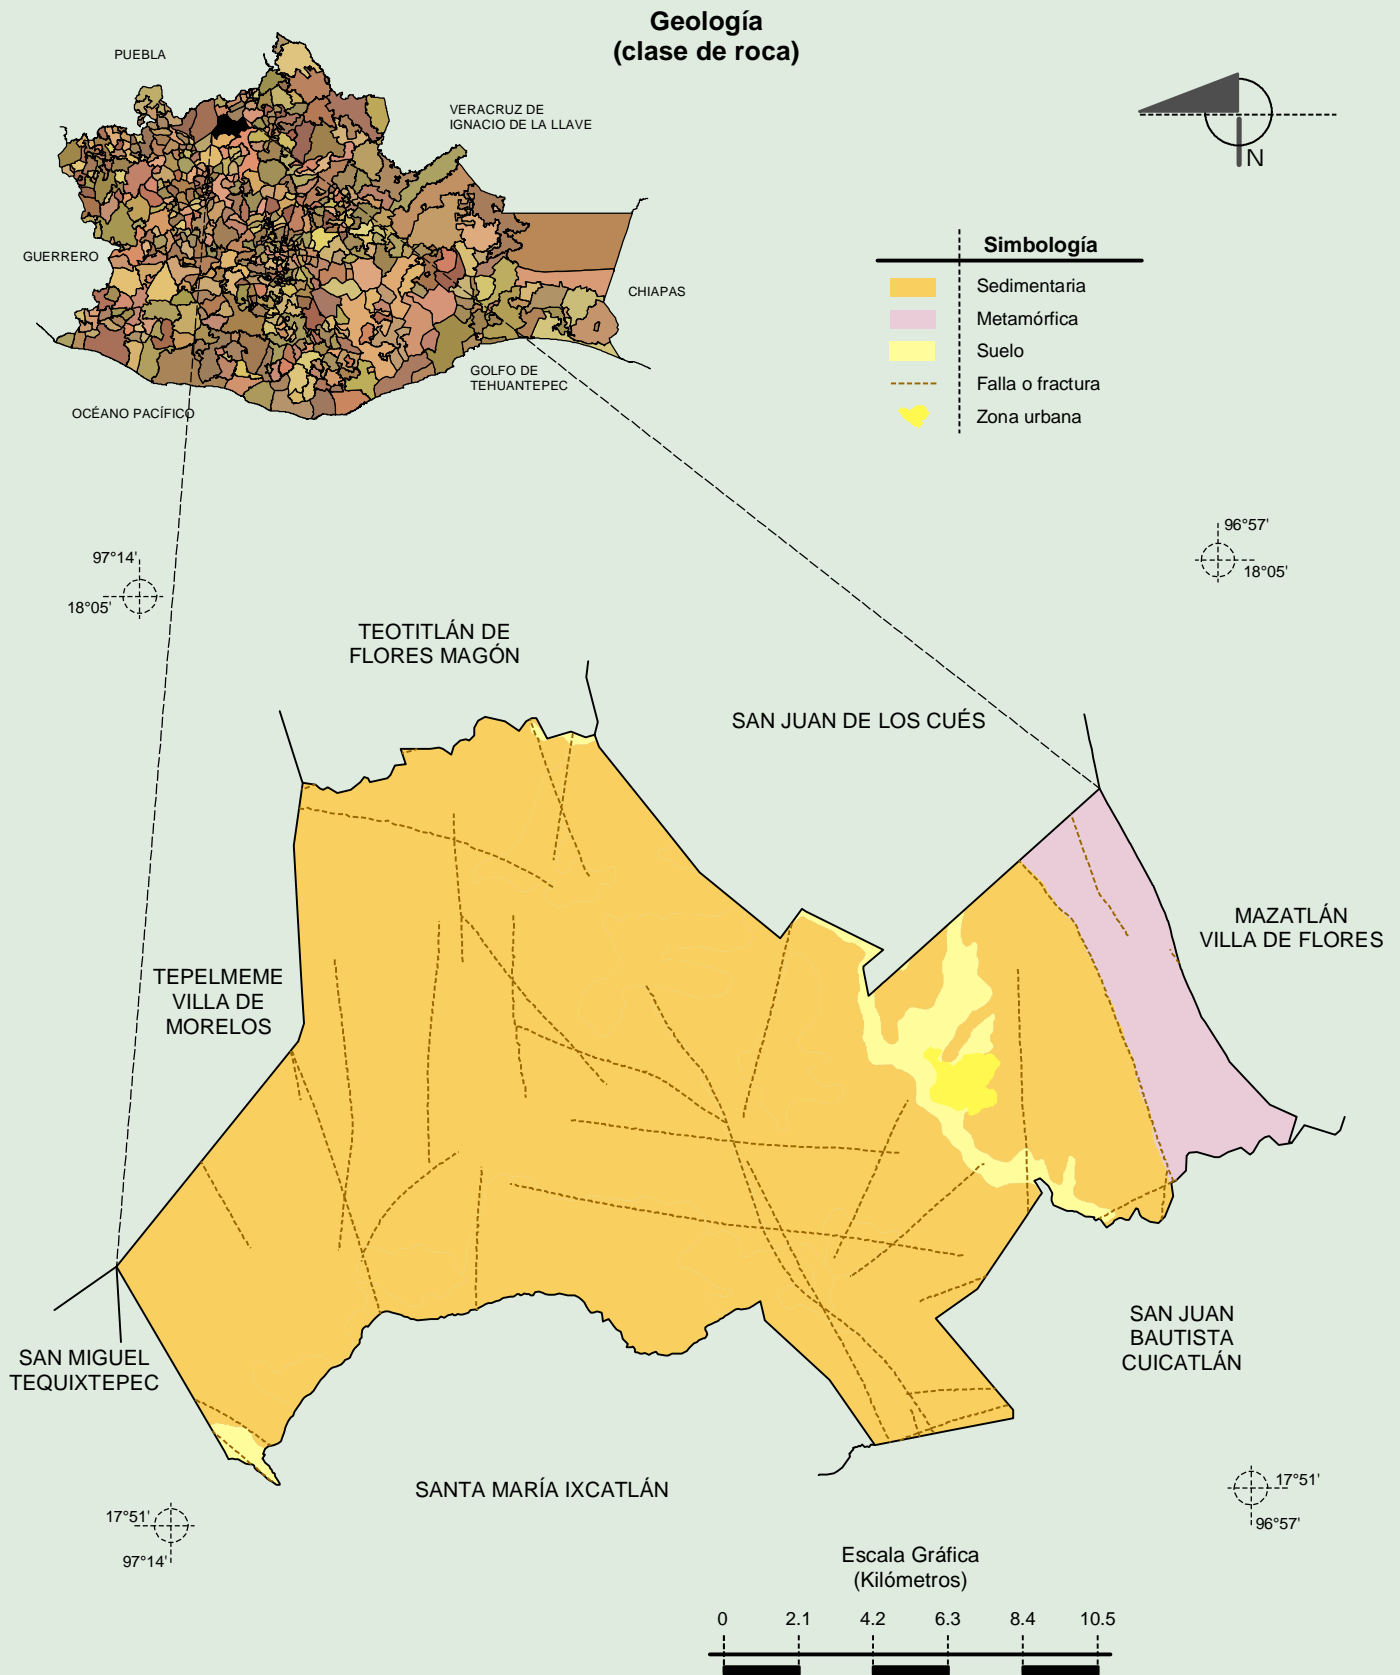 Geología
(clase de roca)
PUEBLA
VERACRUZ DE
IGNACIO DE LA LLAVE
N
GUERRERO
CHIAPAS
GOLFO DE
TEHUANTEPEC
OCÉANO PACÍFICO
Simbología
Sedimentaria
Metamórfica
Suelo
Falla o fractura
Zona urbana
97°14'
18°05'
96°57'
18°05'
TEOTITLÁN DE
FLORES MAGÓN
SAN JUAN DE LOS CUÉS
MAZATLÁN
VILLA DE FLORES
TEPELMEME
VILLA DE
MORELOS
SAN JUAN
BAUTISTA
CUICATLÁN
SAN MIGUEL
TEQUIXTEPEC
SANTA MARÍA IXCATLÁN
17°51'
97°14'
17°51'
96°57'
Escala Gráfica
(Kilómetros)
0 2.1 4.2 6.3 8.4 10.5